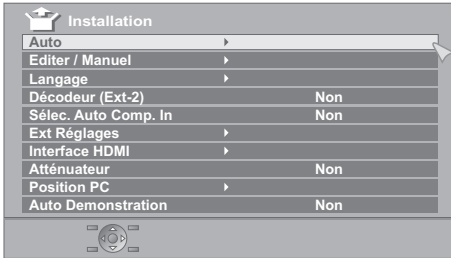 Installation
Auto
Editer / Manuel
Langage
Décodeur (Ext-2) Non
Sélec. Auto Comp. In Non
Ext Réglages
Interface HDMI
Atténuateur Non
Position PC
Auto Demonstration Non